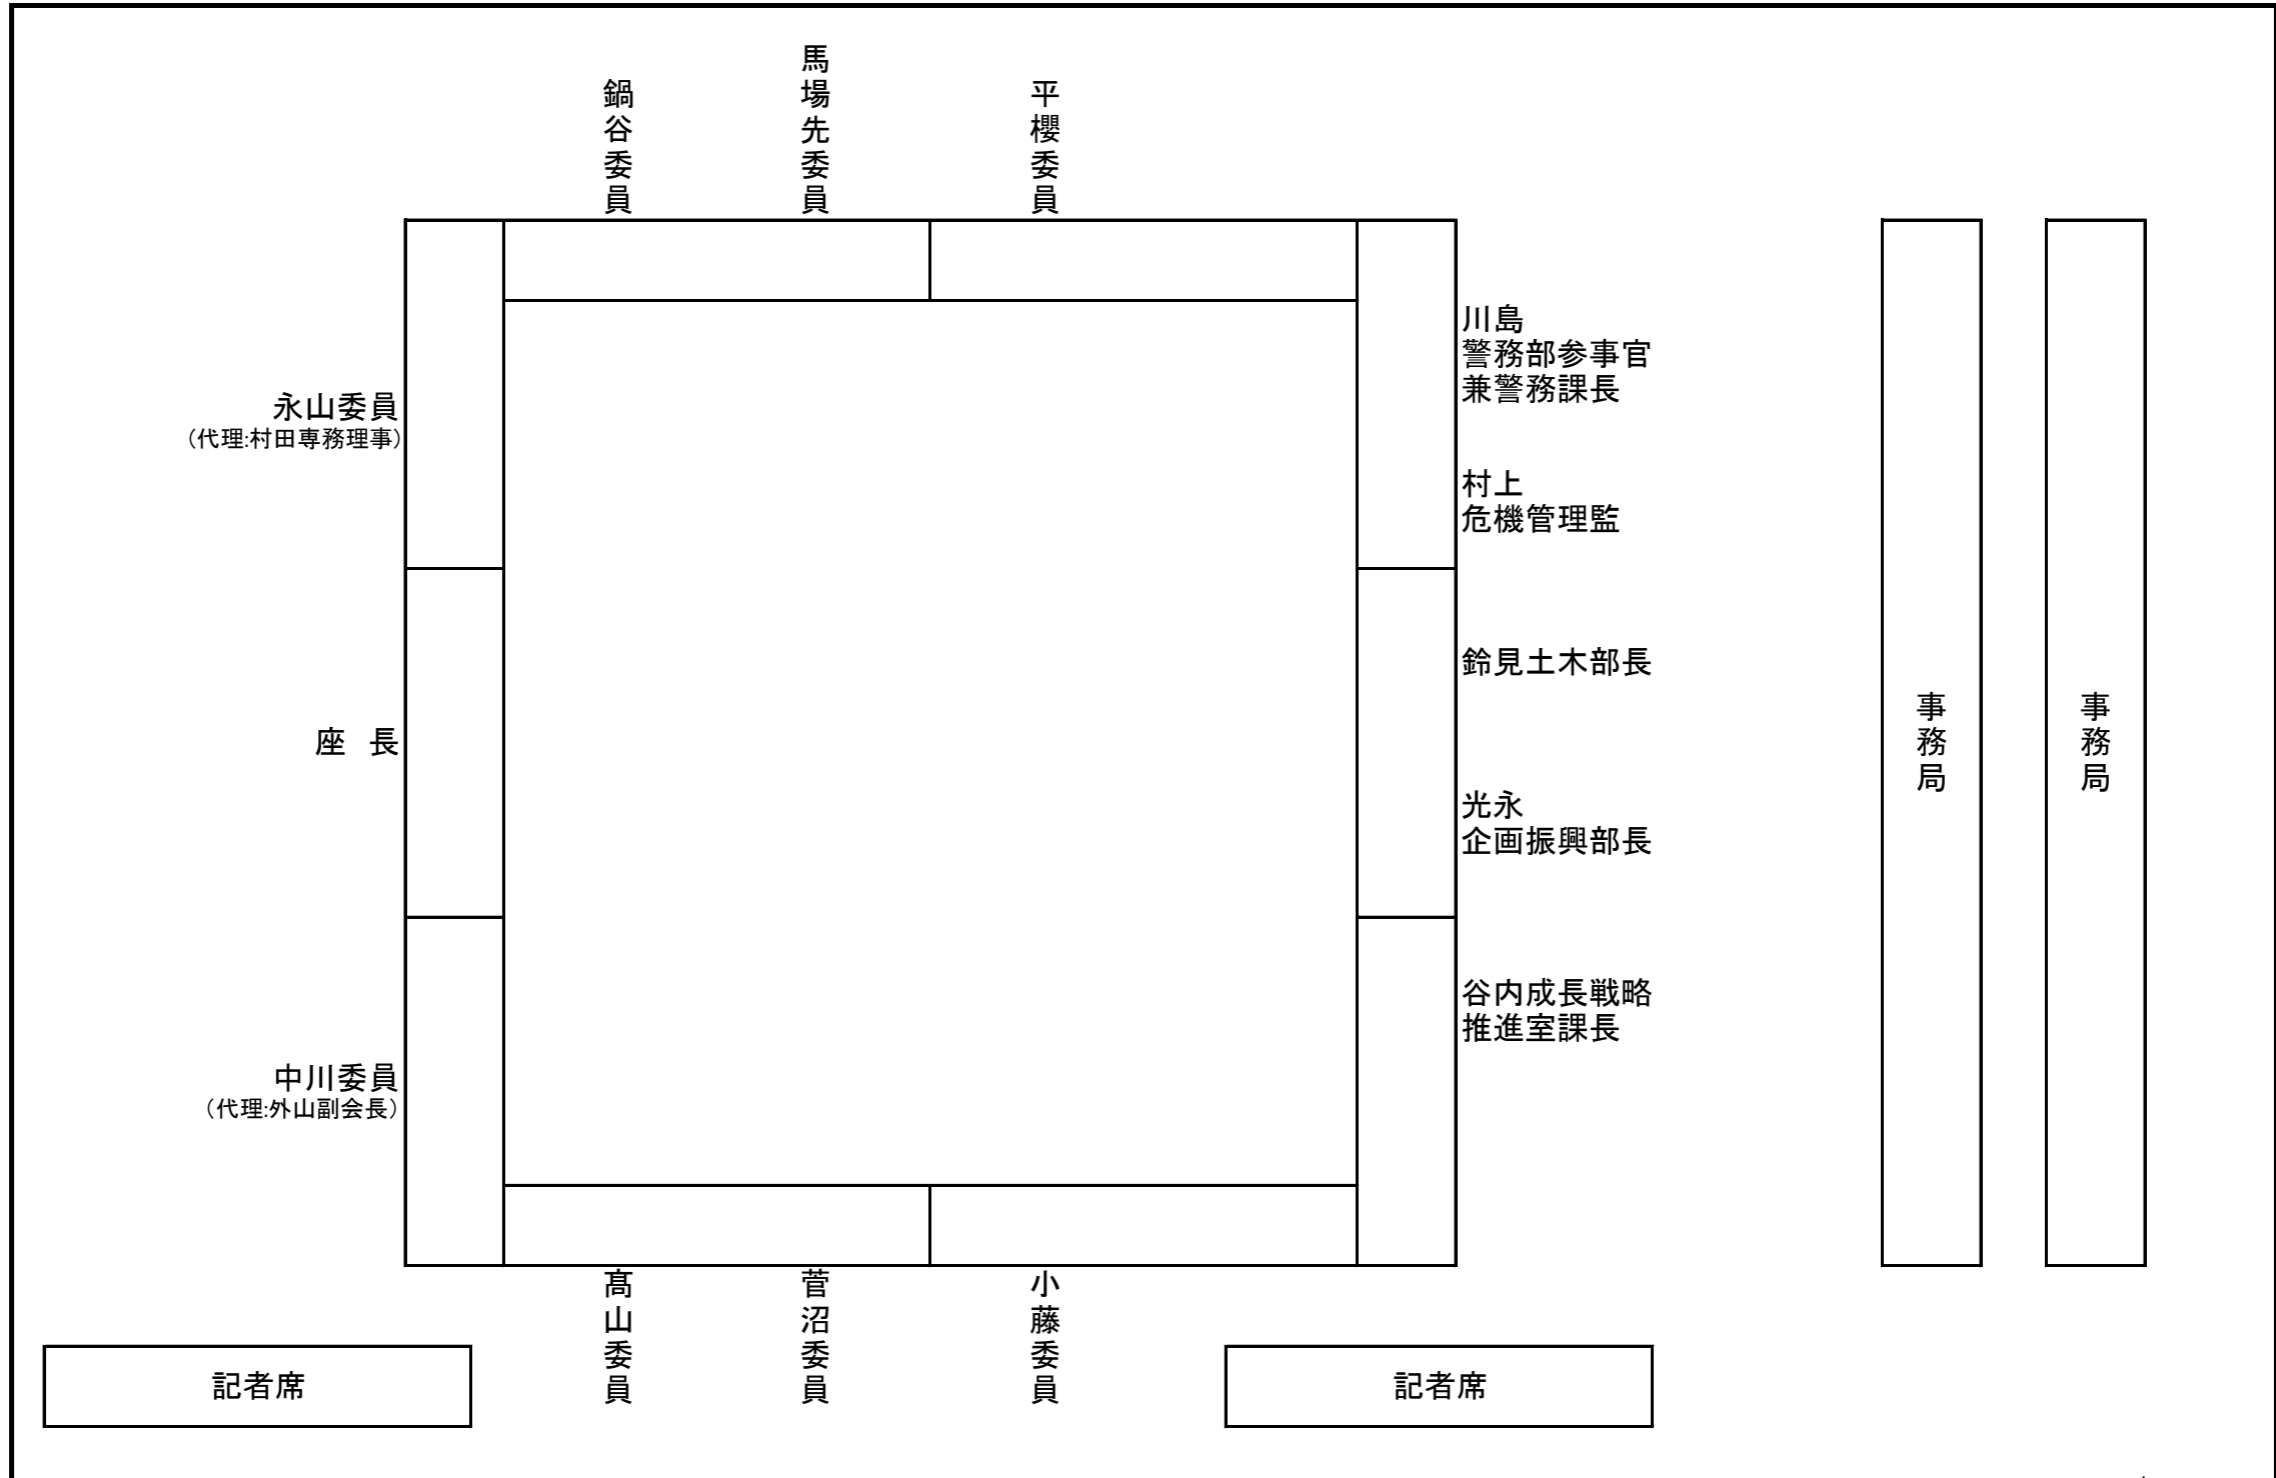 鍋谷委員
馬場先委員
平櫻委員
永山委員
（代理:村田専務理事）
座 長
中川委員
（代理:外山副会長）
川島
警務部参事官
兼警務課長
村上
危機管理監
鈴見土木部長
光永
企画振興部長
谷内成長戦略
推進室課長
事務局
事務局
髙山委員
菅沼委員
小藤委員
記者席
記者席